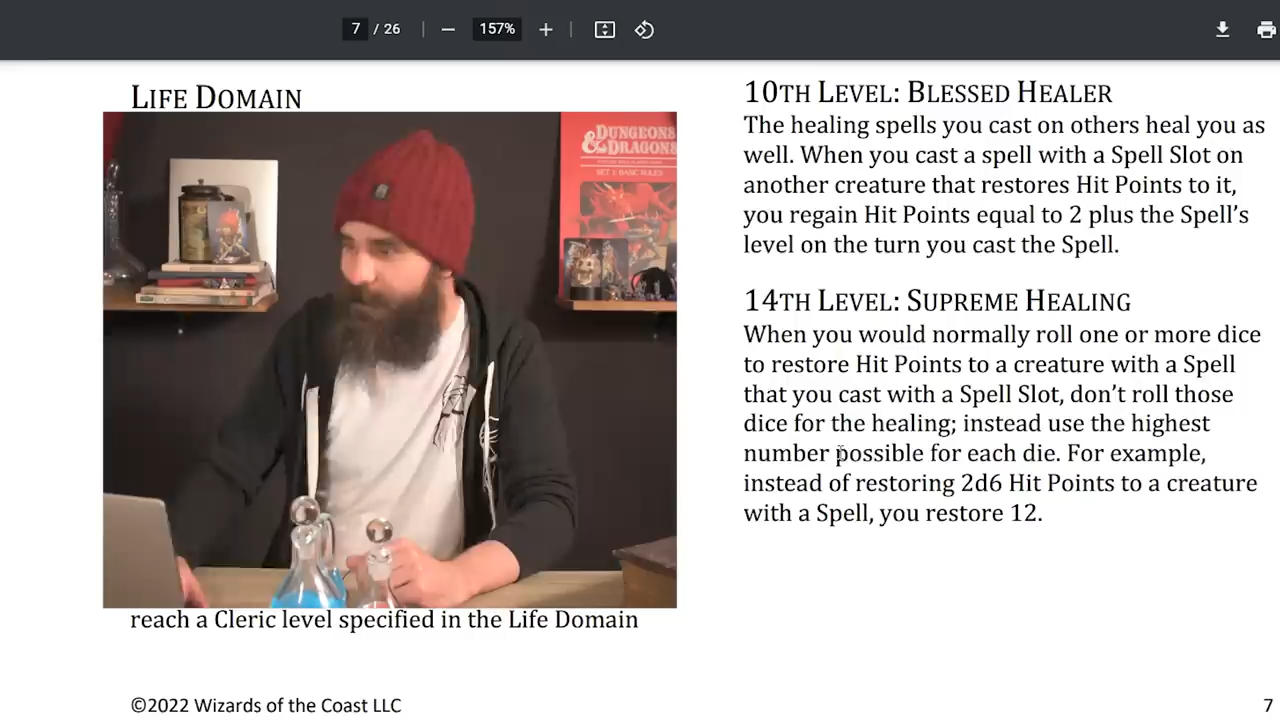 7 / 26
157%
LIFE DOMAIN
DUNGEONS
& DRAGONS
SET 1: BASIC RULES
reach a Cleric level specified in the Life Domain
10TH LEVEL: BLESSED HEALER
The healing spells you cast on others heal you as
well. When you cast a spell with a Spell Slot on
another creature that restores Hit Points to it,
you regain Hit Points equal to 2 plus the Spell’s
level on the turn you cast the Spell.
14TH LEVEL: SUPREME HEALING
When you would normally roll one or more dice
to restore Hit Points to a creature with a Spell
that you cast with a Spell Slot, don’t roll those
dice for the healing; instead use the highest
number possible for each die. For example,
instead of restoring 2d6 Hit Points to a creature
with a Spell, you restore 12.
©2022 Wizards of the Coast LLC
7